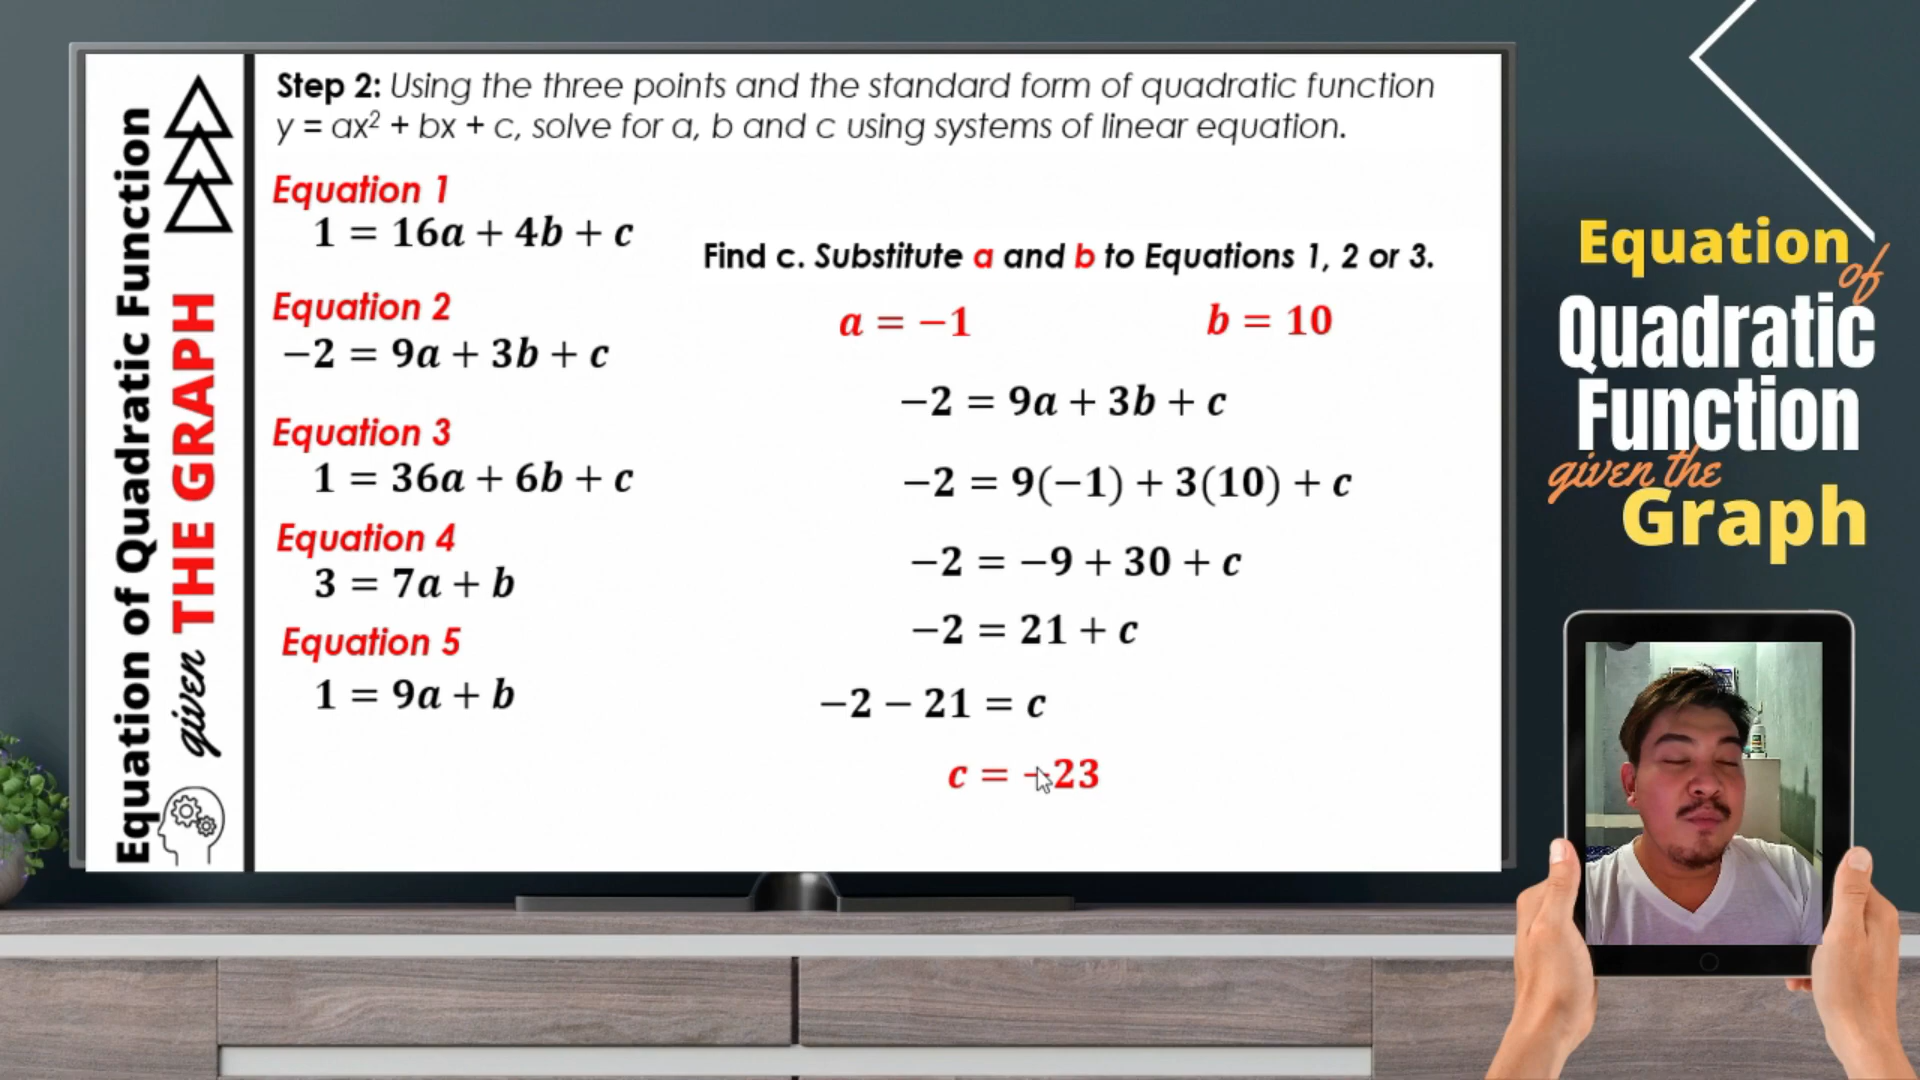 Equation of Quadratic Function
given THE GRAPH
Step 2: Using the three points and the standard form of quadratic function
y = ax² + bx + c, solve for a, b and c using systems of linear equation.
Equation 1
1 = 16a + 4b + c
Equation 2
−2 = 9a + 3b + c
Equation 3
1 = 36a + 6b + c
Equation 4
3 = 7a + b
Equation 5
1 = 9a + b
Find c. Substitute a and b to Equations 1, 2 or 3.
a = −1 b = 10
−2 = 9a + 3b + c
−2 = 9(−1) + 3(10) + c
−2 = −9 + 30 + c
−2 = 21 + c
−2 − 21 = c
c = −23
Equation
of
Quadratic
Function
given the
Graph